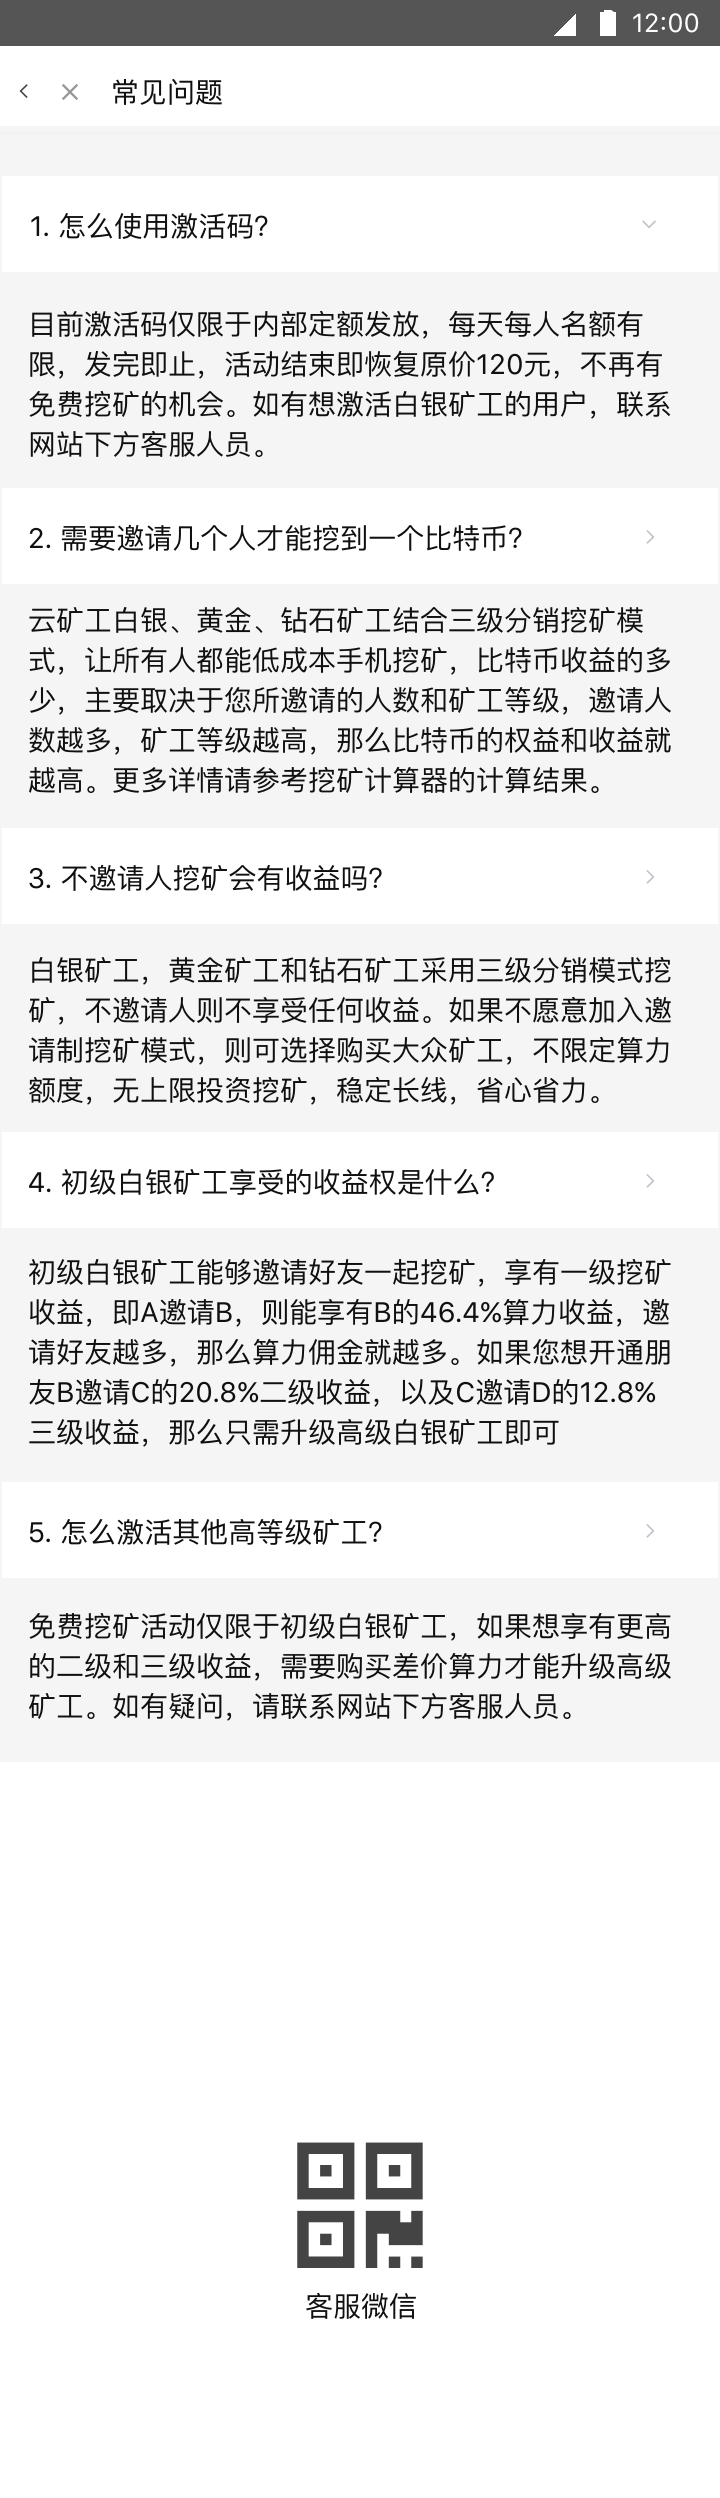 12:00
常见问题
1. 怎么使用激活码?
目前激活码仅限于内部定额发放，每天每人名额有
限，发完即止，活动结束即恢复原价120元，不再有
免费挖矿的机会。如有想激活白银矿工的用户，联系
网站下方客服人员。
2. 需要邀请几个人才能挖到一个比特币?
云矿工白银、黄金、钻石矿工结合三级分销挖矿模
式，让所有人都能低成本手机挖矿，比特币收益的多
少，主要取决于您所邀请的人数和矿工等级，邀请人
数越多，矿工等级越高，那么比特币的权益和收益就
越高。更多详情请参考挖矿计算器的计算结果。
3. 不邀请人挖矿会有收益吗?
白银矿工，黄金矿工和钻石矿工采用三级分销模式挖
矿，不邀请人则不享受任何收益。如果不愿意加入邀
请制挖矿模式，则可选择购买大众矿工，不限定算力
额度，无上限投资挖矿，稳定长线，省心省力。
4. 初级白银矿工享受的收益权是什么?
初级白银矿工能够邀请好友一起挖矿，享有一级挖矿
收益，即A邀请B，则能享有B的46.4%算力收益，邀
请好友越多，那么算力佣金就越多。如果您想开通朋
友B邀请C的20.8%二级收益，以及C邀请D的12.8%
三级收益，那么只需升级高级白银矿工即可
5. 怎么激活其他高等级矿工?
免费挖矿活动仅限于初级白银矿工，如果想享有更高
的二级和三级收益，需要购买差价算力才能升级高级
矿工。如有疑问，请联系网站下方客服人员。
客服微信